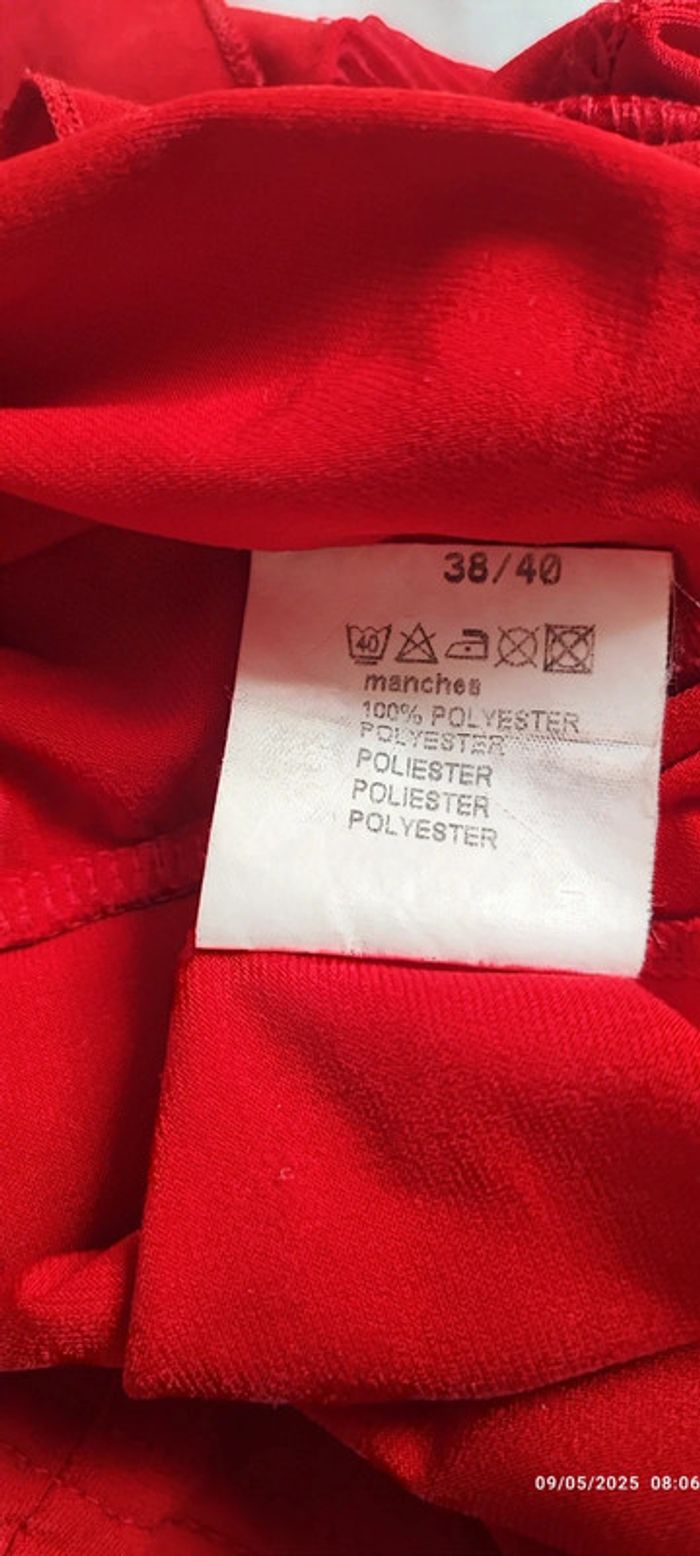 38/40
40
manches
100% POLYESTER
POLYESTER
POLIESTER
POLIESTER
POLYESTER
09/05/2025 08:06